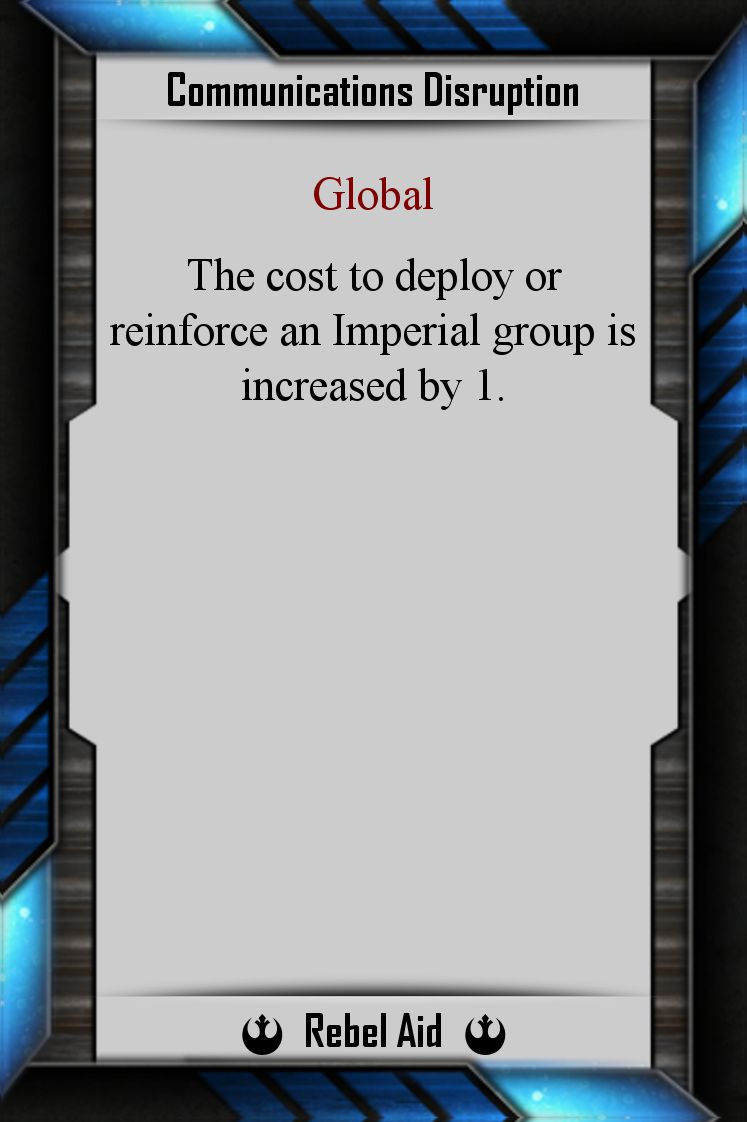 Communications Disruption
Global
The cost to deploy or
reinforce an Imperial group is
increased by 1.
Rebel Aid